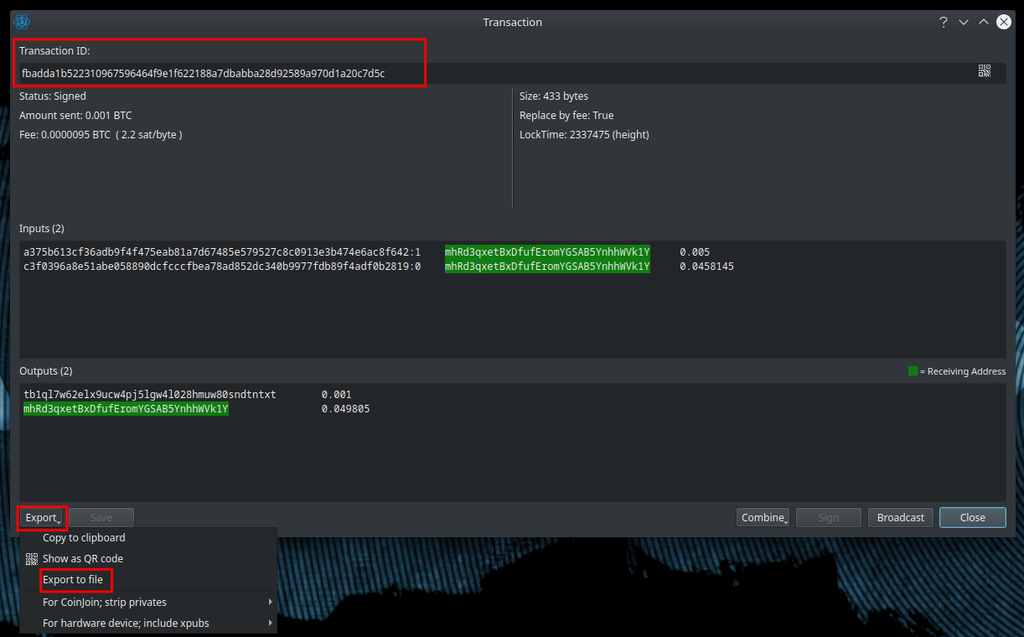 Transaction
Transaction ID:
fbadda1b522310967596464f9e1f622188a7dbabba28d92589a970d1a20c7d5c
Status: Signed
Amount sent: 0.001 BTC
Fee: 0.0000095 BTC ( 2.2 sat/byte )
Size: 433 bytes
Replace by fee: True
LockTime: 2337475 (height)
Inputs (2)
a375b613cf36adb9f4f475eab81a7d67485e579527c8c0913e3b474e6ac8f642:1 mhRd3qxetBxDfufEromYGSAB5YnhhWVk1Y 0.005
c3f0396a8e51abe058890dcfcccfbea78ad852dc340b9977fdb89f4adf0b2819:0 mhRd3qxetBxDfufEromYGSAB5YnhhWVk1Y 0.0458145
Outputs (2)
= Receiving Address
tb1ql7w62elx9ucw4pj5lgw4l028hmuw80sndtntxt 0.001
mhRd3qxetBxDfufEromYGSAB5YnhhWVk1Y 0.049805
Export
Save
Combine
Sign
Broadcast
Close
Copy to clipboard
Show as QR code
Export to file
For CoinJoin; strip privates
For hardware device; include xpubs